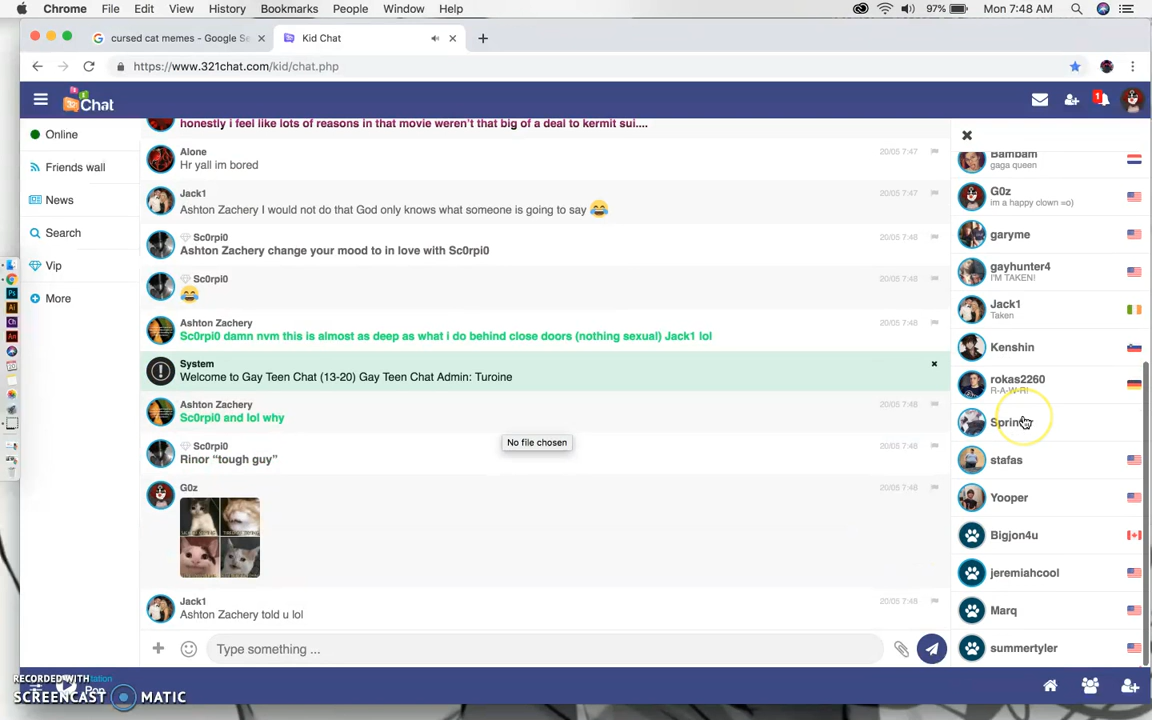 Chrome File Edit View History Bookmarks People Window Help 97% Mon 7:48 AM
cursed cat memes - Google Se Kid Chat
https://www.321chat.com/kid/chat.php
Chat 1
Online
Friends wall
News
Search
Vip
More
honestly i feel like lots of reasons in that movie weren't that big of a deal to kermit sui....
Alone 20/05 7:47
Hr yall im bored
Jack1 20/05 7:47
Ashton Zachery I would not do that God only knows what someone is going to say
Sc0rpi0 20/05 7:48
Ashton Zachery change your mood to in love with Sc0rpi0
Sc0rpi0 20/05 7:48
Ashton Zachery 20/05 7:48
Sc0rpi0 damn nvm this is almost as deep as what i do behind close doors (nothing sexual) Jack1 lol
System
Welcome to Gay Teen Chat (13-20) Gay Teen Chat Admin: Turoine
Ashton Zachery 20/05 7:48
Sc0rpi0 and lol why
No file chosen
Sc0rpi0 20/05 7:48
Rinor “tough guy”
G0z 20/05 7:48
Jack1 20/05 7:48
Ashton Zachery told u lol
Type something ...
Bambam
gaga queen
G0z
im a happy clown =o)
garyme
gayhunter4
I'M TAKEN!
Jack1
Taken
Kenshin
rokas2260
R-A-W-R!
stafas
Yooper
Bigjon4u
jeremiahcool
Marq
summertyler
RECORDED WITH
SCREENCAST MATIC